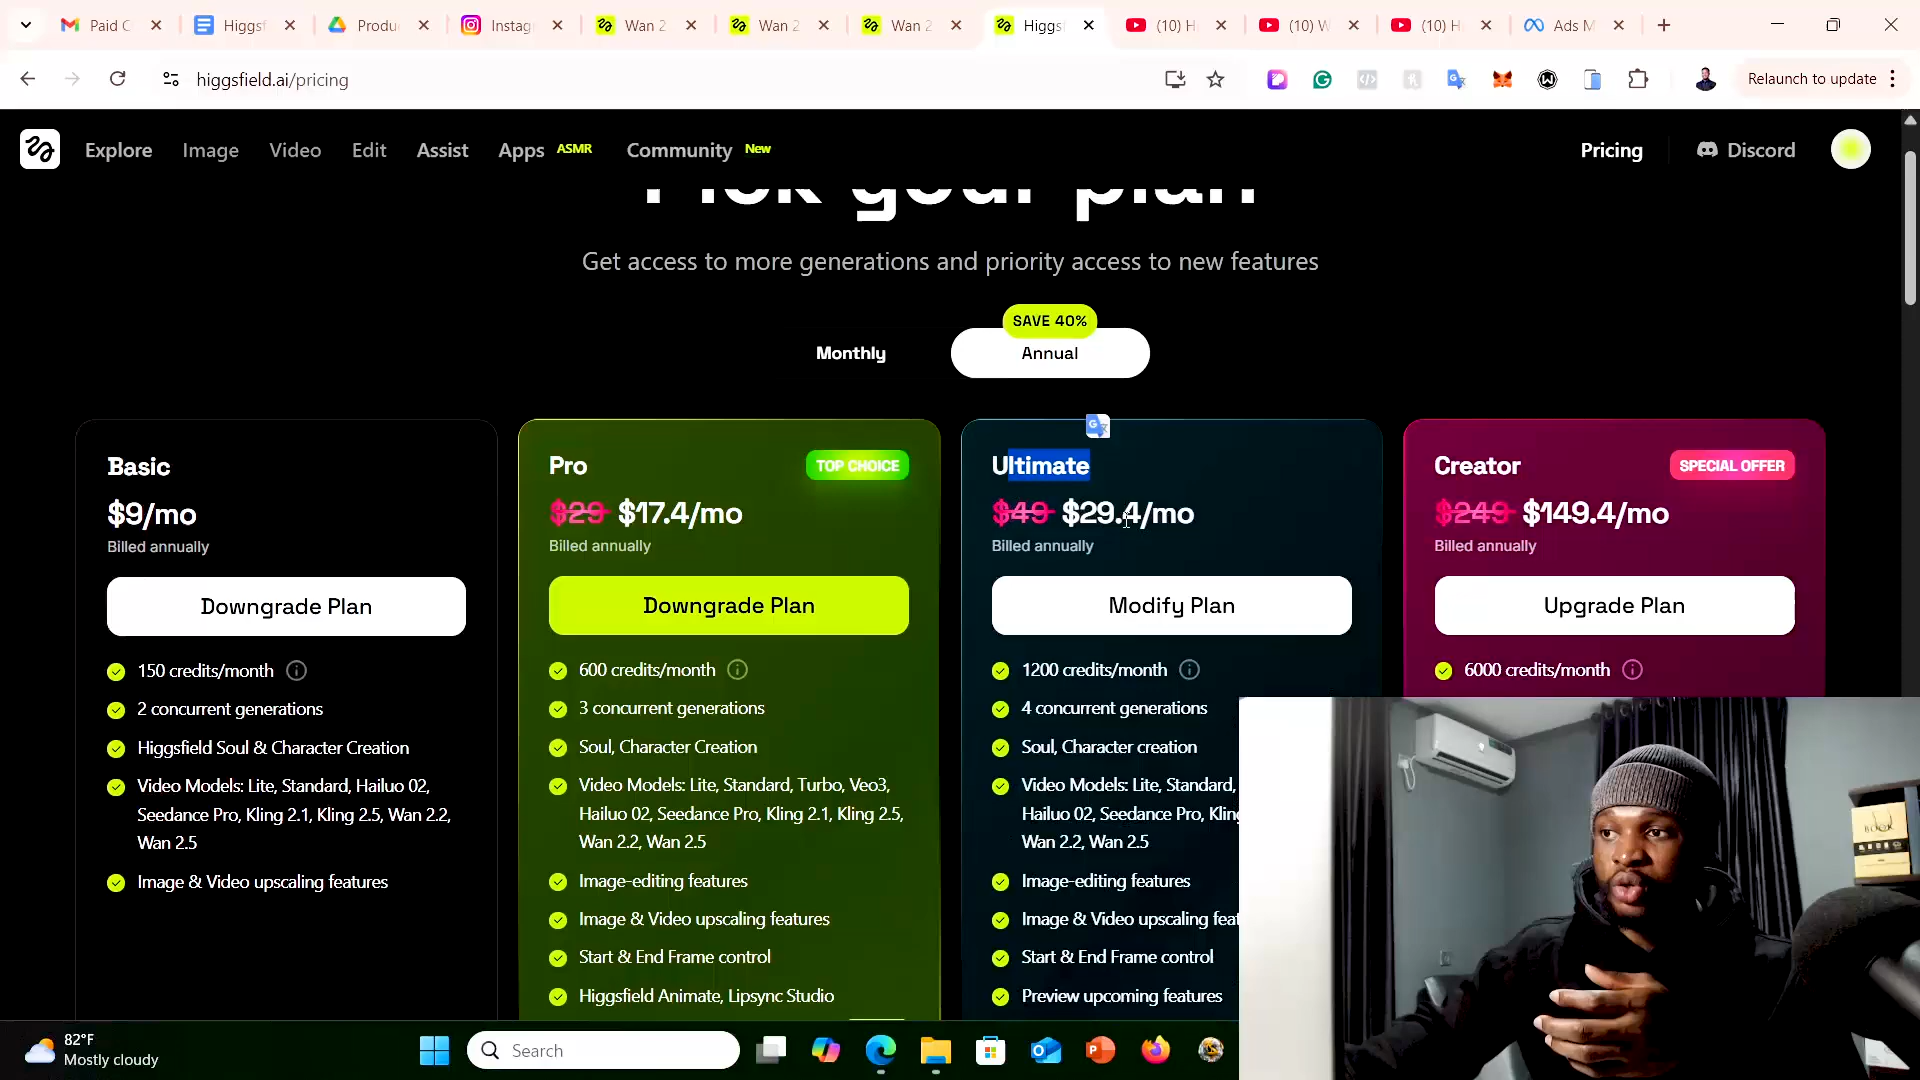 Paid C
Higgsf
Produ
Instag
Wan 2
Wan 2
Wan 2
Higgs
(10) H
(10) W
(10) H
Ads M
higgsfield.ai/pricing
Relaunch to update
Explore
Image
Video
Edit
Assist
Apps
ASMR
Community
New
Pricing
Discord
Pick your plan
Get access to more generations and priority access to new features
SAVE 40%
Monthly
Annual
Basic
$9/mo
Billed annually
Downgrade Plan
150 credits/month
2 concurrent generations
Higgsfield Soul & Character Creation
Video Models: Lite, Standard, Hailuo 02,
Seedance Pro, Kling 2.1, Kling 2.5, Wan 2.2,
Wan 2.5
Image & Video upscaling features
Pro
TOP CHOICE
$29 $17.4/mo
Billed annually
Downgrade Plan
600 credits/month
3 concurrent generations
Soul, Character Creation
Video Models: Lite, Standard, Turbo, Veo3,
Hailuo 02, Seedance Pro, Kling 2.1, Kling 2.5,
Wan 2.2, Wan 2.5
Image-editing features
Image & Video upscaling features
Start & End Frame control
Higgsfield Animate, Lipsync Studio
Ultimate
$49 $29.4/mo
Billed annually
Modify Plan
1200 credits/month
4 concurrent generations
Soul, Character creation
Video Models: Lite, Standard,
Hailuo 02, Seedance Pro, Kling
Wan 2.2, Wan 2.5
Image-editing features
Image & Video upscaling feat
Start & End Frame control
Preview upcoming features
Creator
SPECIAL OFFER
$249 $149.4/mo
Billed annually
Upgrade Plan
6000 credits/month
82°F
Mostly cloudy
Search